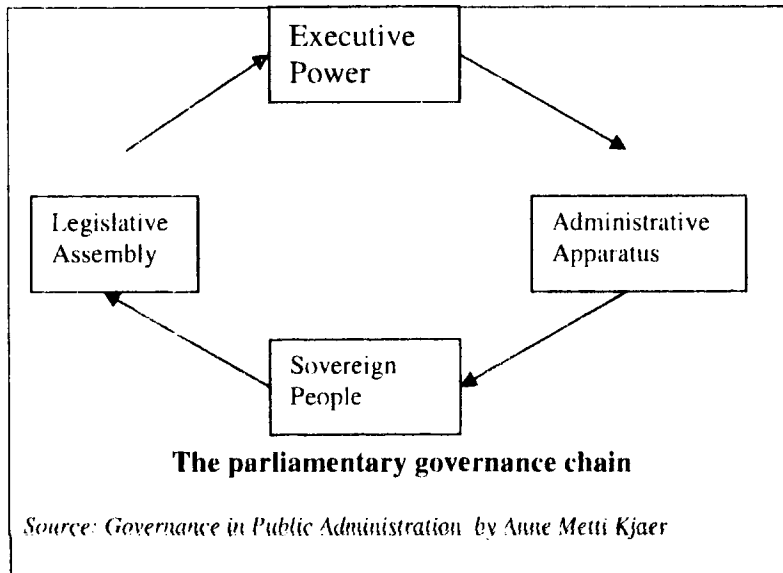 Executive
Power
Legislative
Assembly
Administrative
Apparatus
Sovereign
People
The parliamentary governance chain
Source: Governance in Public Administration by Anne Metti Kjaer